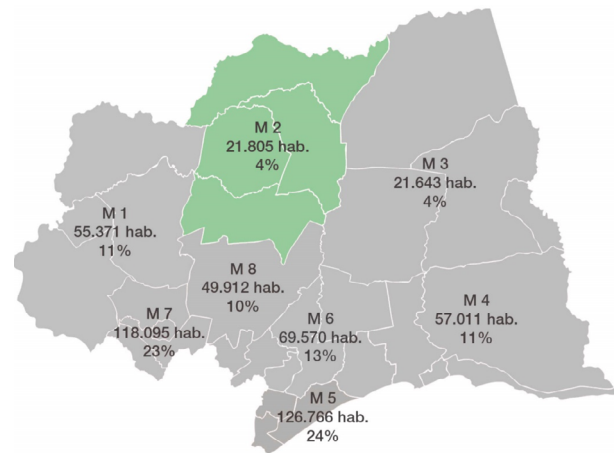 M 2
21.805 hab.
4%
M 3
21.643 hab.
4%
M 1
55.371 hab.
11%
M 8
49.912 hab.
10%
M 4
57.011 hab.
11%
M 7
118.095 hab.
23%
M 6
69.570 hab.
13%
M 5
126.766 hab.
24%